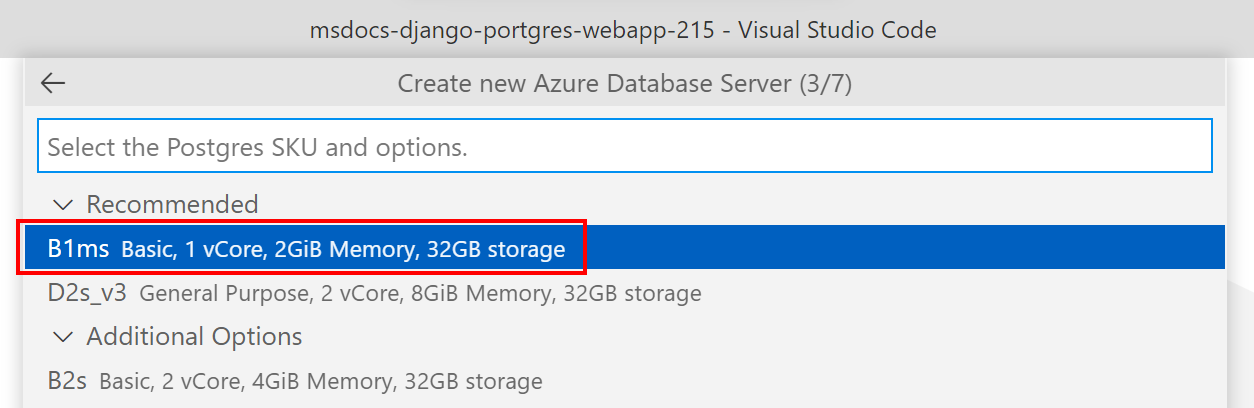 msdocs-django-portgres-webapp-215 - Visual Studio Code
Create new Azure Database Server (3/7)
Select the Postgres SKU and options.
Recommended
B1ms Basic, 1 vCore, 2GiB Memory, 32GB storage
D2s_v3 General Purpose, 2 vCore, 8GiB Memory, 32GB storage
Additional Options
B2s Basic, 2 vCore, 4GiB Memory, 32GB storage